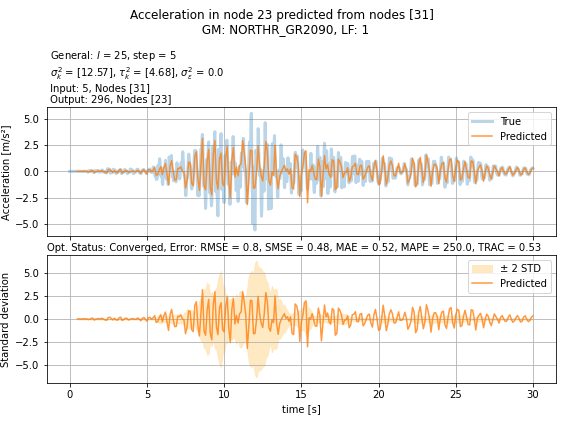 Acceleration in node 23 predicted from nodes [31]
GM: NORTHR_GR2090, LF: 1
General: l = 25, step = 5
σ²ₖ = [12.57], τ²ₖ = [4.68], σ²ε = 0.0
Input: 5, Nodes [31]
Output: 296, Nodes [23]
Acceleration [m/s²]
5.0
2.5
0.0
−2.5
−5.0
True
Predicted
Opt. Status: Converged, Error: RMSE = 0.8, SMSE = 0.48, MAE = 0.52, MAPE = 250.0, TRAC = 0.53
Standard deviation
5.0
2.5
0.0
−2.5
−5.0
± 2 STD
Predicted
0 5 10 15 20 25 30
time [s]